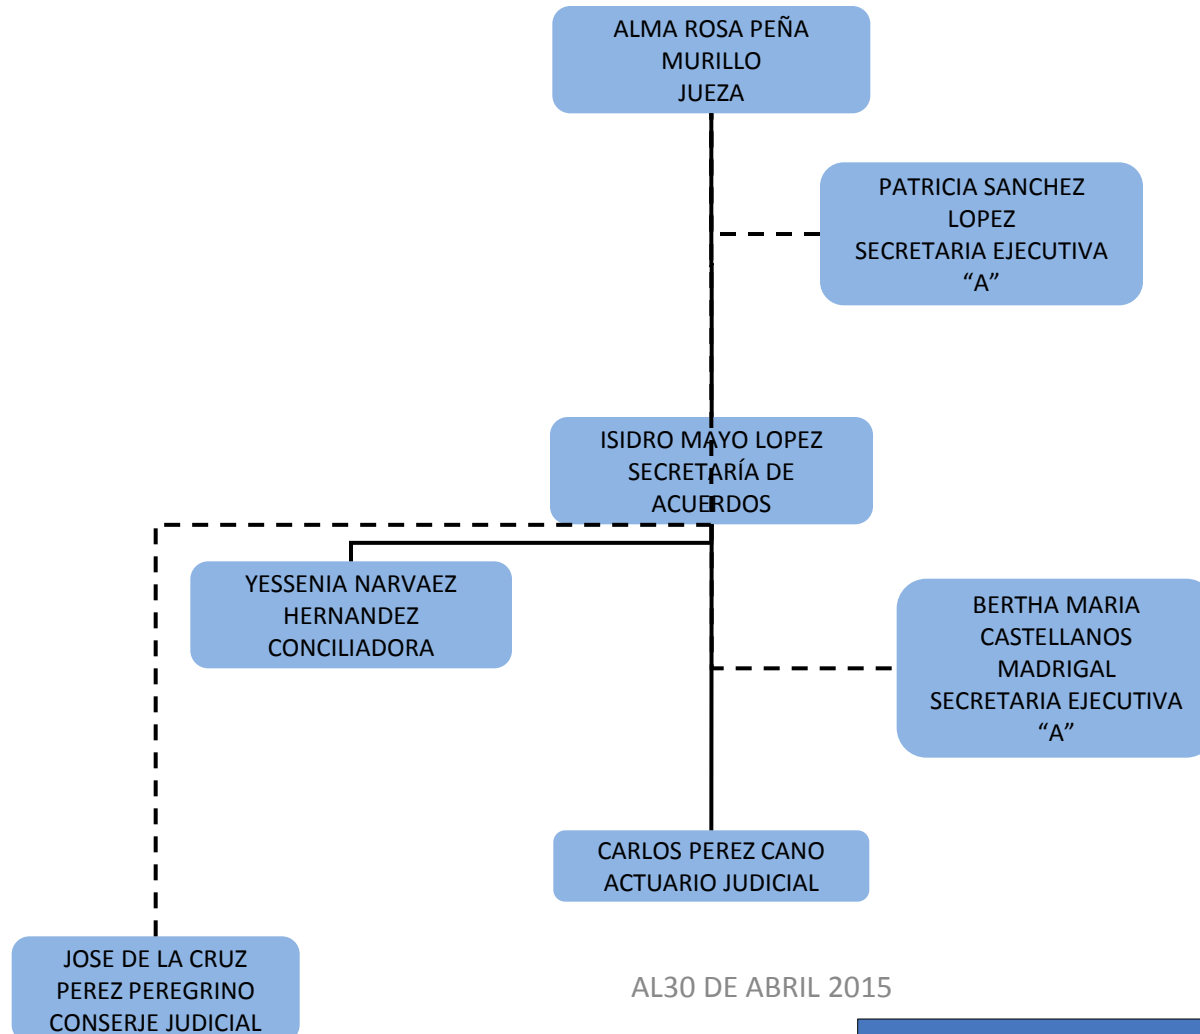 ALMA ROSA PEÑA
MURILLO
JUEZA
PATRICIA SANCHEZ
LOPEZ
SECRETARIA EJECUTIVA
“A”
ISIDRO MAYO LOPEZ
SECRETARÍA DE
ACUERDOS
YESSENIA NARVAEZ
HERNANDEZ
CONCILIADORA
BERTHA MARIA
CASTELLANOS
MADRIGAL
SECRETARIA EJECUTIVA
“A”
CARLOS PEREZ CANO
ACTUARIO JUDICIAL
JOSE DE LA CRUZ
PEREZ PEREGRINO
CONSERJE JUDICIAL
AL30 DE ABRIL 2015